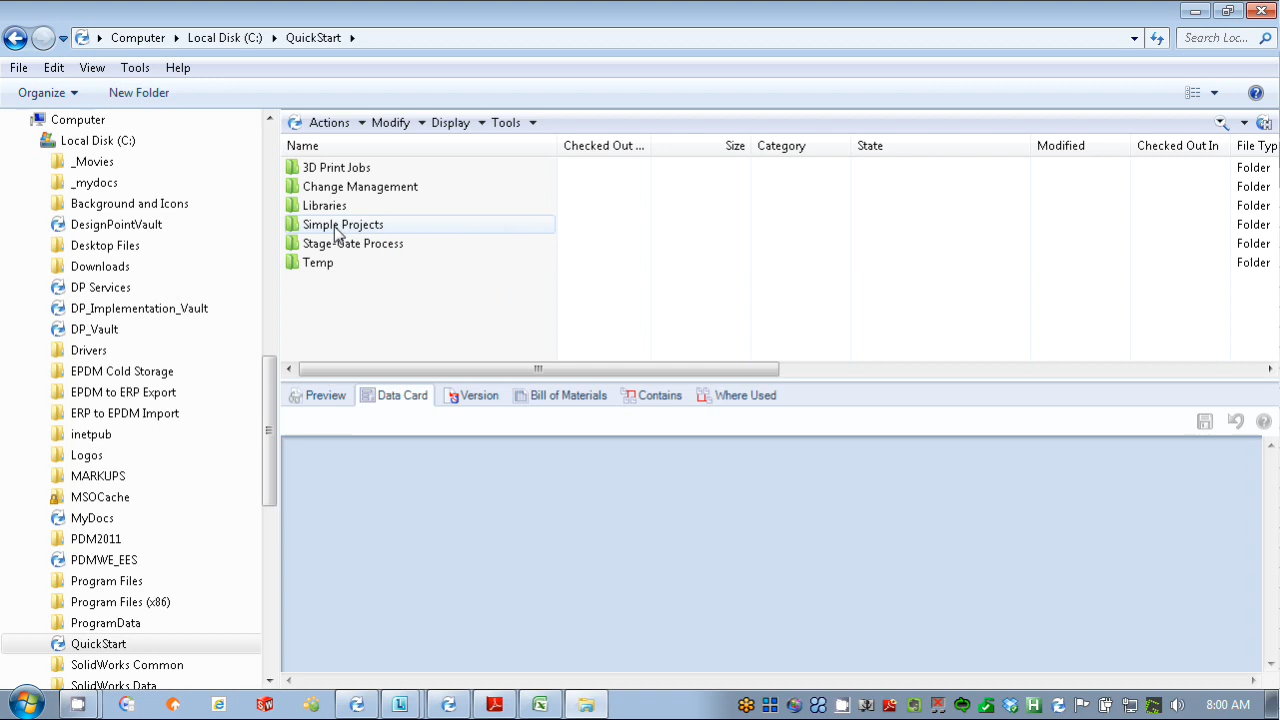 Computer Local Disk (C:) QuickStart Search Loc...
File Edit View Tools Help
Organize New Folder
Computer
Local Disk (C:)
_Movies
_mydocs
Background and Icons
DesignPointVault
Desktop Files
Downloads
DP Services
DP_Implementation_Vault
DP_Vault
Drivers
EPDM Cold Storage
EPDM to ERP Export
ERP to EPDM Import
inetpub
Logos
MARKUPS
MSOCache
MyDocs
PDM2011
PDMWE_EES
Program Files
Program Files (x86)
ProgramData
QuickStart
SolidWorks Common
SolidWorks Data
Actions Modify Display Tools
Name Checked Out ... Size Category State Modified Checked Out In File Typ
3D Print Jobs Folder
Change Management Folder
Libraries Folder
Simple Projects Folder
Stage-Gate Process Folder
Temp Folder
Preview Data Card Version Bill of Materials Contains Where Used
8:00 AM